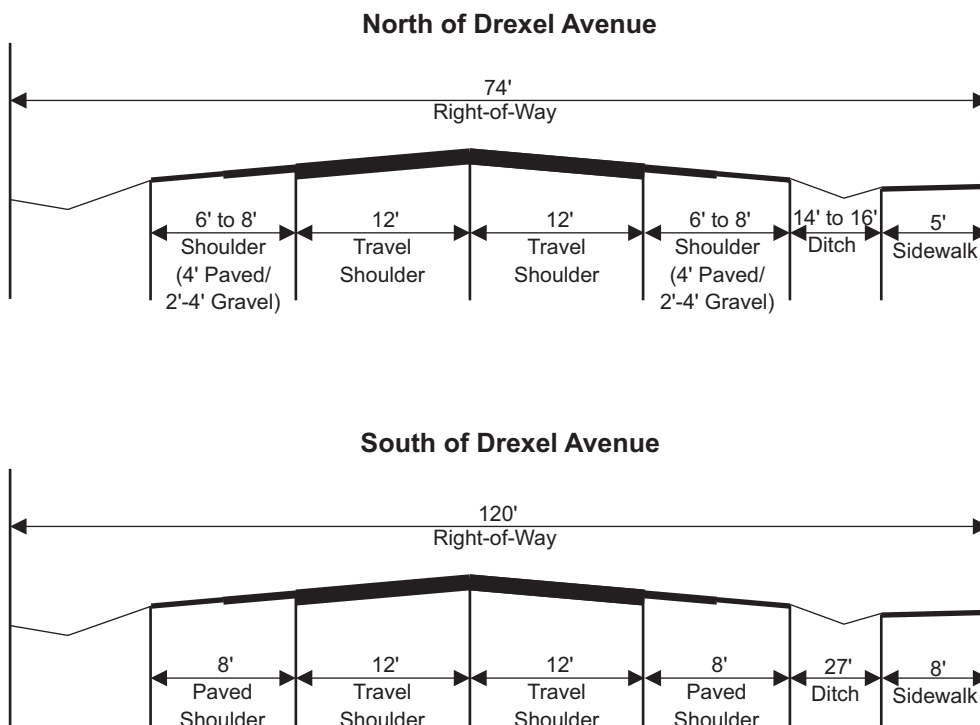 North of Drexel Avenue
74'
Right-of-Way
6' to 8'
Shoulder
(4' Paved/
2'-4' Gravel)
12'
Travel
Shoulder
12'
Travel
Shoulder
6' to 8'
Shoulder
(4' Paved/
2'-4' Gravel)
14' to 16'
Ditch
5'
Sidewalk
South of Drexel Avenue
120'
Right-of-Way
8'
Paved
Shoulder
12'
Travel
Shoulder
12'
Travel
Shoulder
8'
Paved
Shoulder
27'
Ditch
8'
Sidewalk